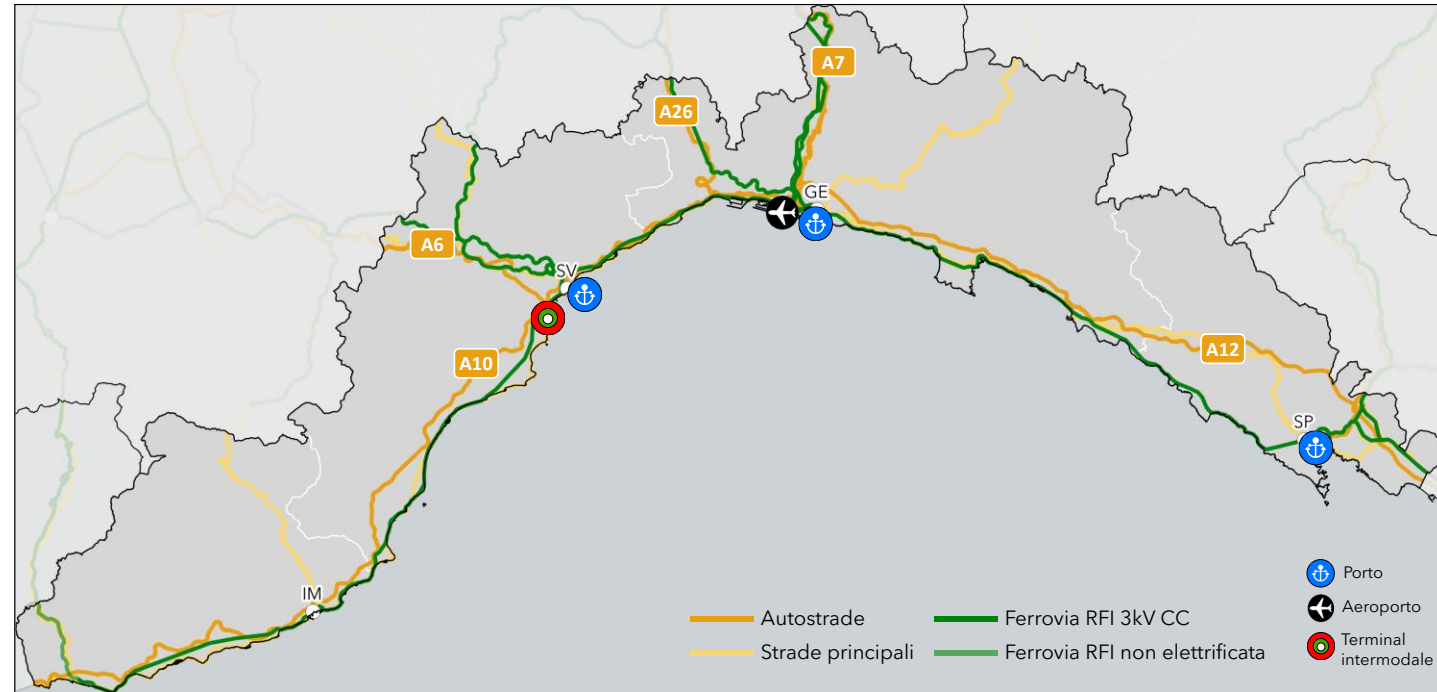 A7
A26
GE
A6
SV
A10
A12
SP
IM
Autostrade
Strade principali
Ferrovia RFI 3kV CC
Ferrovia RFI non elettrificata
Porto
Aeroporto
Terminal
intermodale